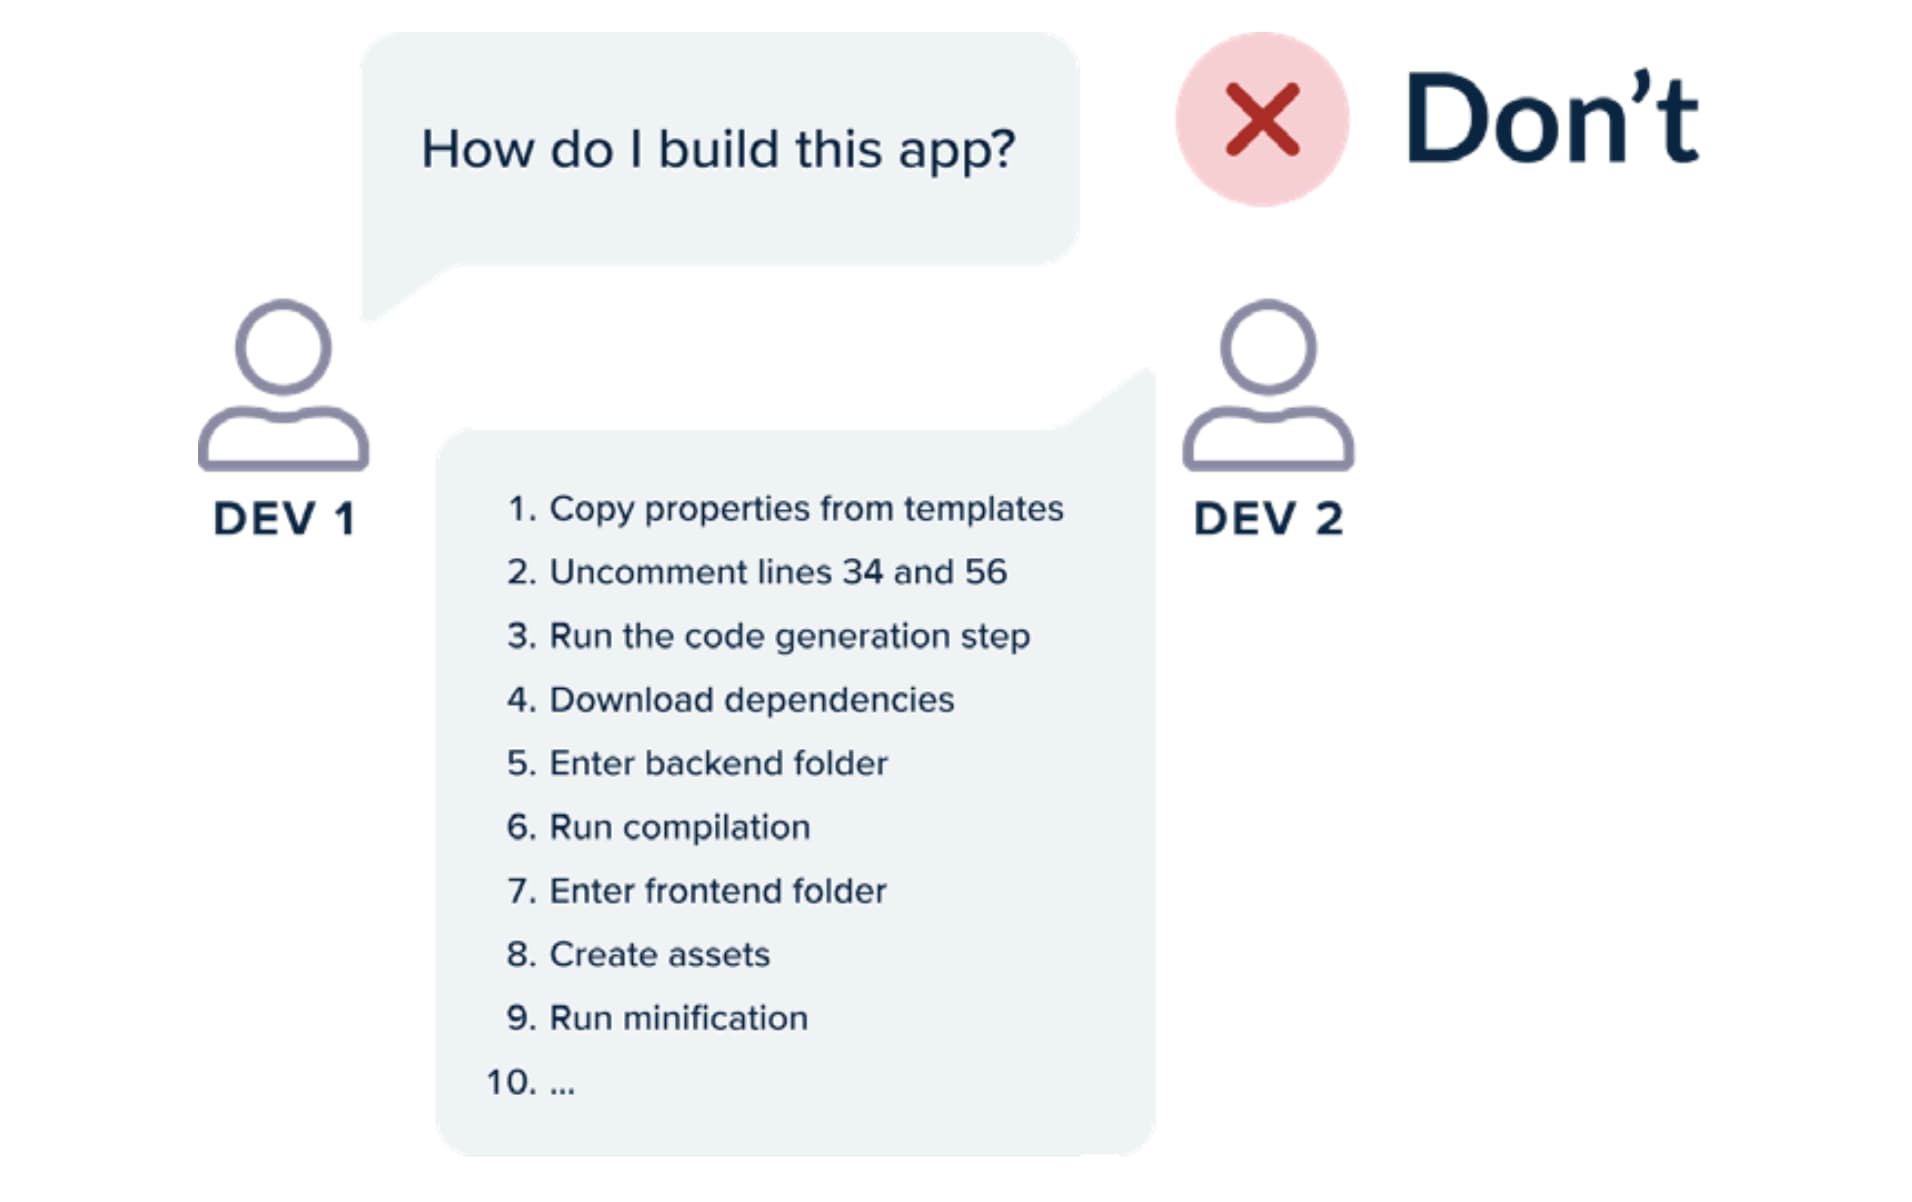 How do I build this app?
Don’t
DEV 1
DEV 2
1. Copy properties from templates
2. Uncomment lines 34 and 56
3. Run the code generation step
4. Download dependencies
5. Enter backend folder
6. Run compilation
7. Enter frontend folder
8. Create assets
9. Run minification
10. ...